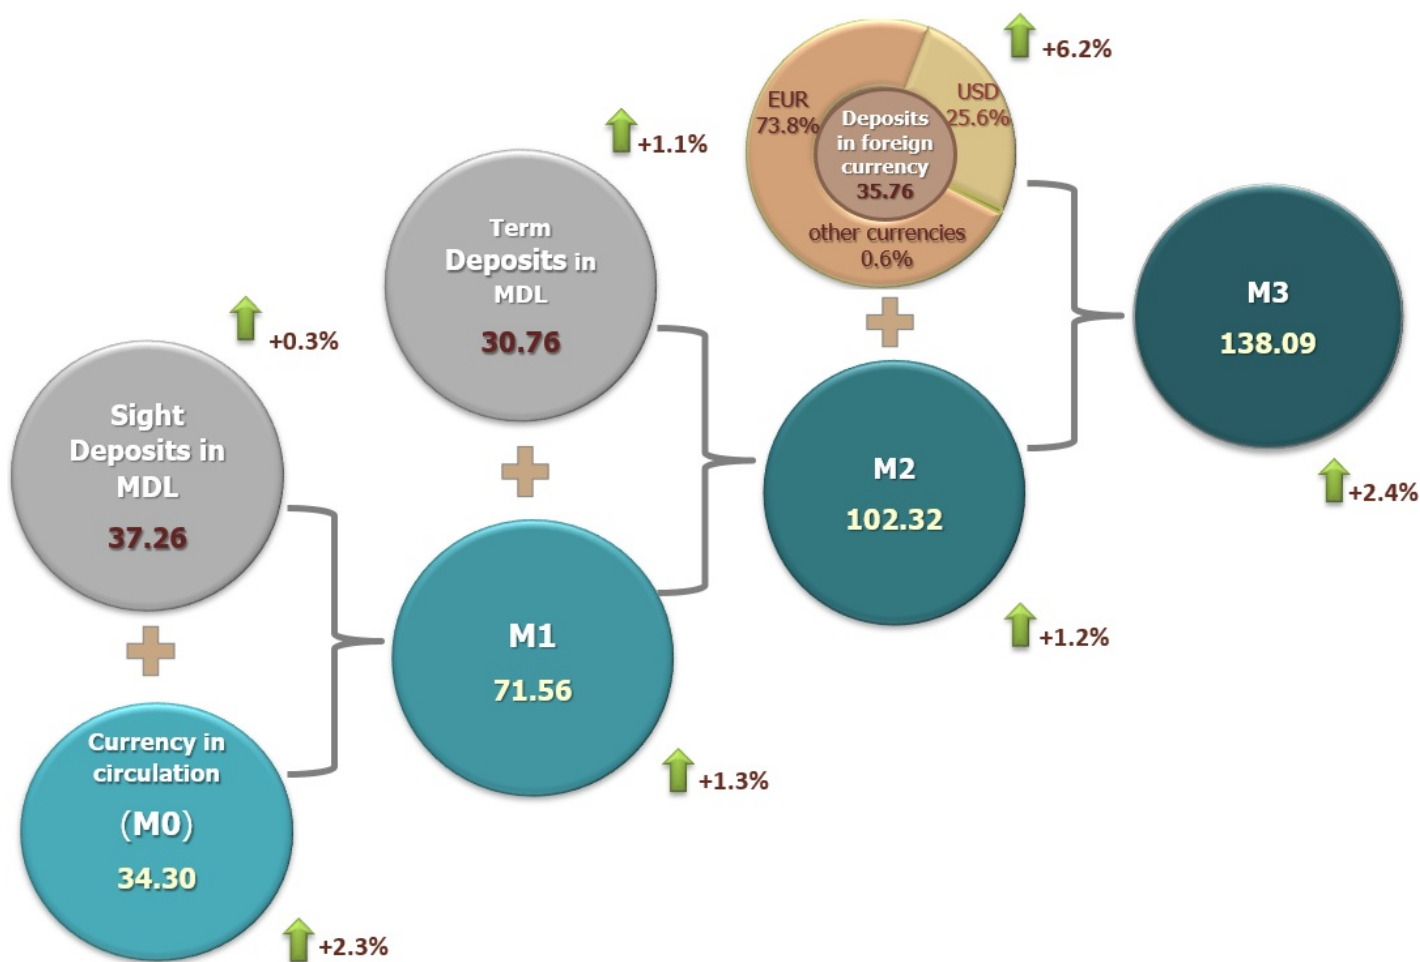 Sight
Deposits in
MDL
37.26
+0.3%
Currency in
circulation
(M0)
34.30
+2.3%
Term
Deposits in
MDL
30.76
+1.1%
M1
71.56
+1.3%
EUR
73.8%
USD
25.6%
Deposits
in foreign
currency
35.76
other currencies
0.6%
+6.2%
M2
102.32
+1.2%
M3
138.09
+2.4%